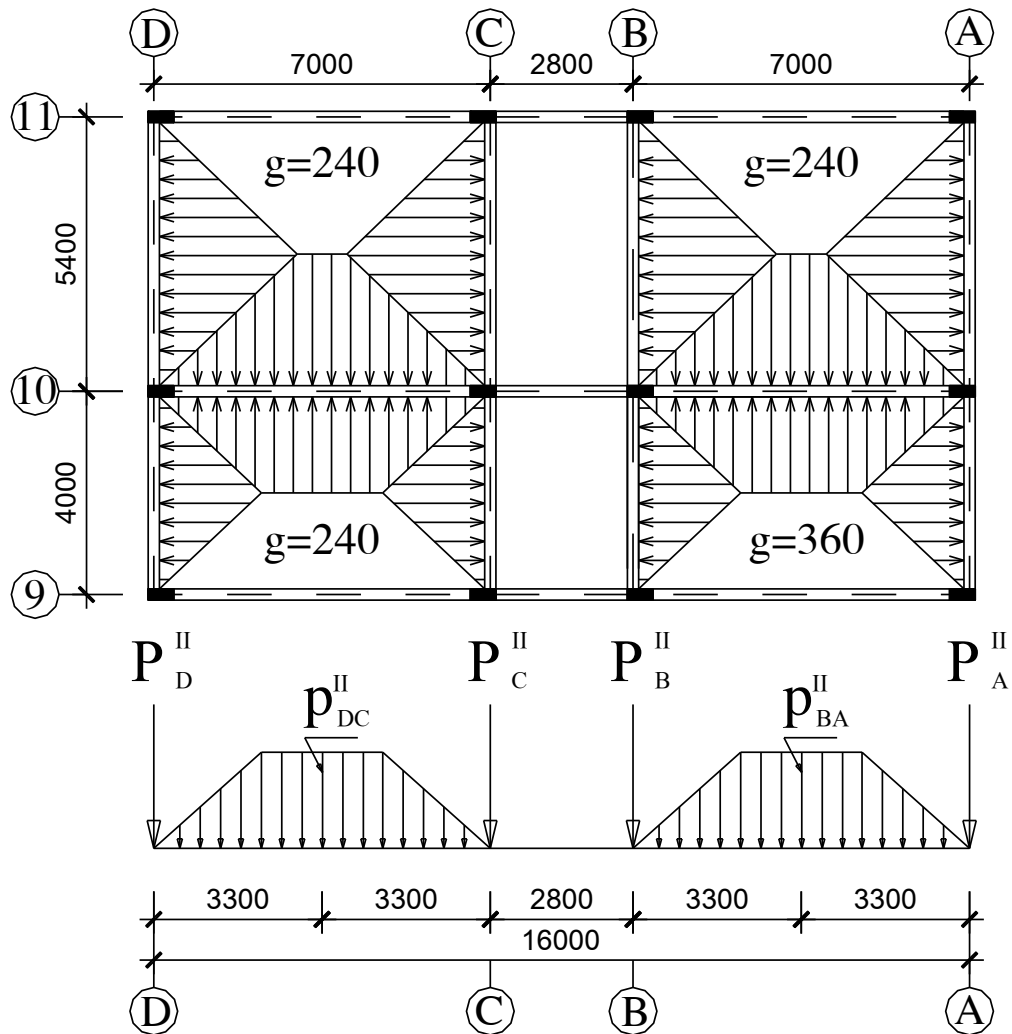 D C B A
7000 2800 7000
11
g=240 g=240
5400
10
4000
g=240 g=360
9
P D II P C II P B II P A II
p DC II p BA II
3300 3300 2800 3300 3300
16000
D C B A